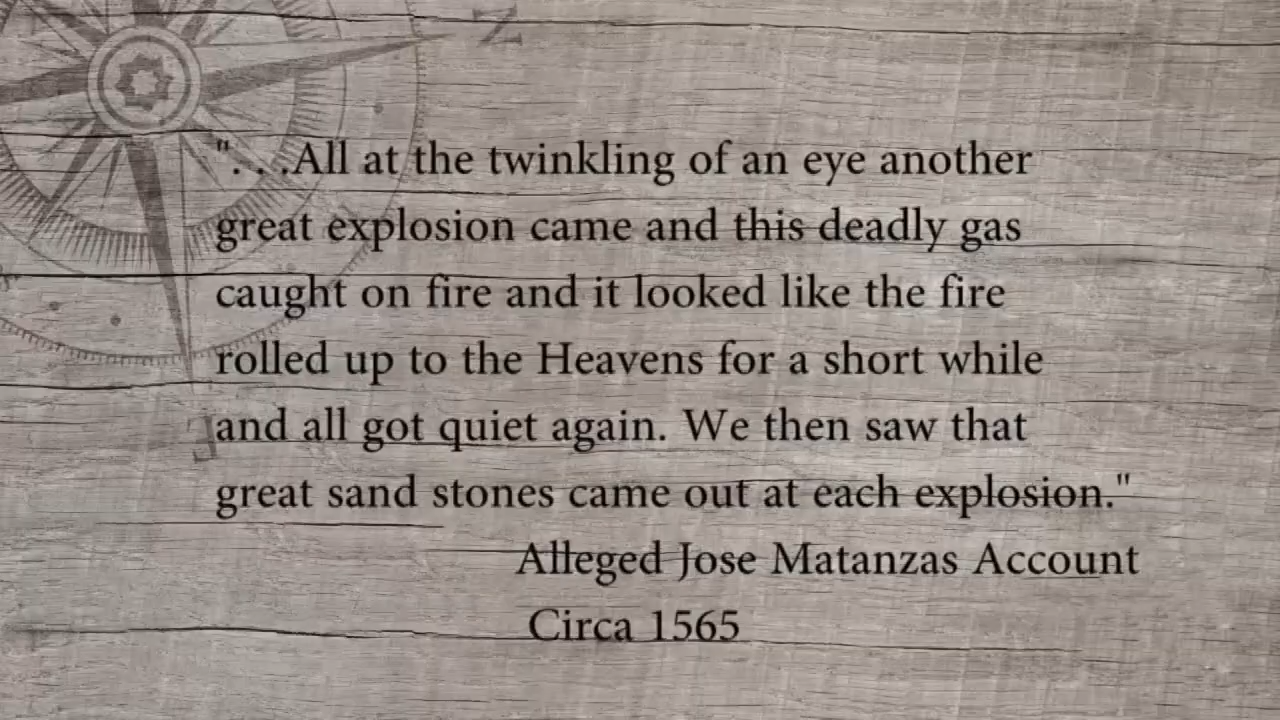 N
". . .All at the twinkling of an eye another
great explosion came and this deadly gas
caught on fire and it looked like the fire
rolled up to the Heavens for a short while
and all got quiet again. We then saw that
great sand stones came out at each explosion."
Alleged Jose Matanzas Account
Circa 1565